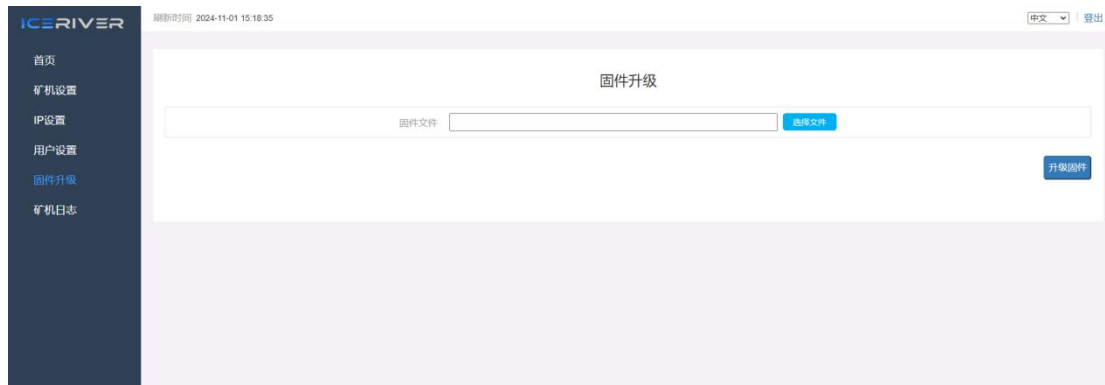 ICERIVER
刷新时间 2024-11-01 15:18:35
中文
登出
首页
矿机设置
IP设置
用户设置
固件升级
矿机日志
固件升级
固件文件
选择文件
升级固件